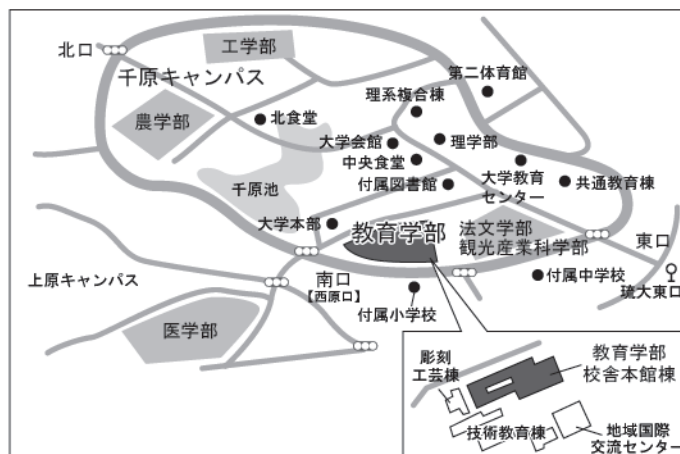 北口
工学部
千原キャンパス
第二体育館
理系複合棟
農学部
北食堂
大学会館
理学部
中央食堂
付属図書館
大学教育
センター
共通教育棟
千原池
大学本部
教育学部
法文学部
観光産業科学部
東口
上原キャンパス
南口
【西原口】
付属中学校
琉大東口
付属小学校
医学部
彫刻
工芸棟
教育学部
校舎本館棟
技術教育棟
地域国際
交流センター